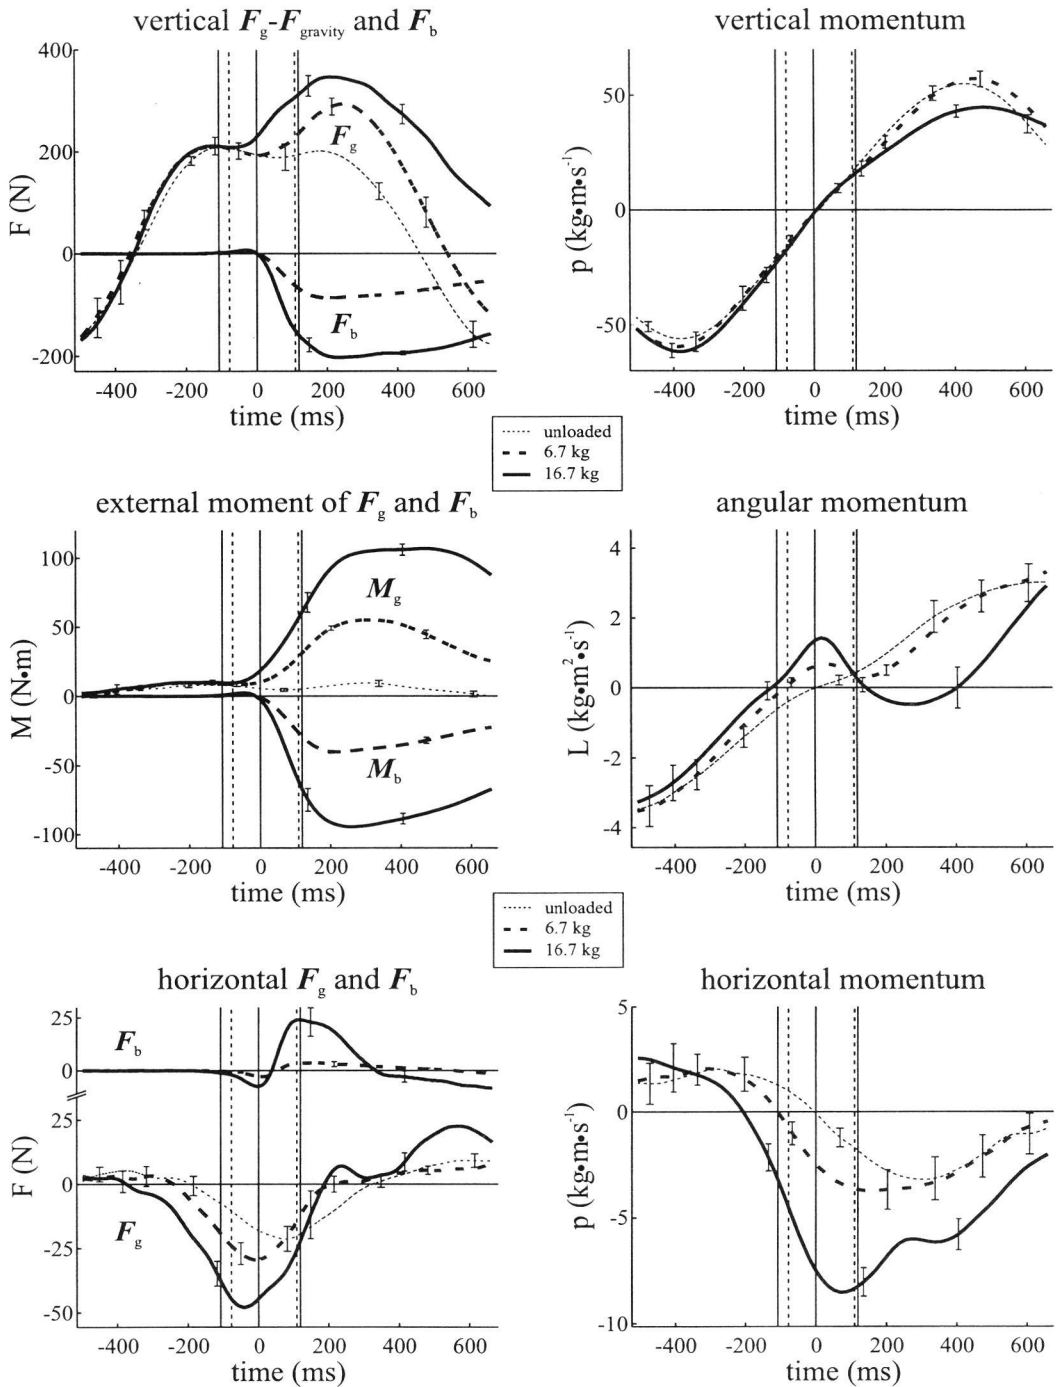 vertical Fg-Fgravity and Fb
400
200
0
-200
F (N)
Fg
Fb
-400 -200 0 200 400 600
time (ms)
vertical momentum
50
0
-50
p (kg•m•s-1)
-400 -200 0 200 400 600
time (ms)
unloaded
6.7 kg
16.7 kg
external moment of Fg and Fb
100
50
0
-50
-100
M (N•m)
Mg
Mb
-400 -200 0 200 400 600
time (ms)
angular momentum
4
2
0
-2
-4
L (kg•m2•s-1)
-400 -200 0 200 400 600
time (ms)
unloaded
6.7 kg
16.7 kg
horizontal Fg and Fb
25
0
25
0
-25
-50
F (N)
Fb
Fg
-400 -200 0 200 400 600
time (ms)
horizontal momentum
5
0
-5
-10
p (kg•m•s-1)
-400 -200 0 200 400 600
time (ms)